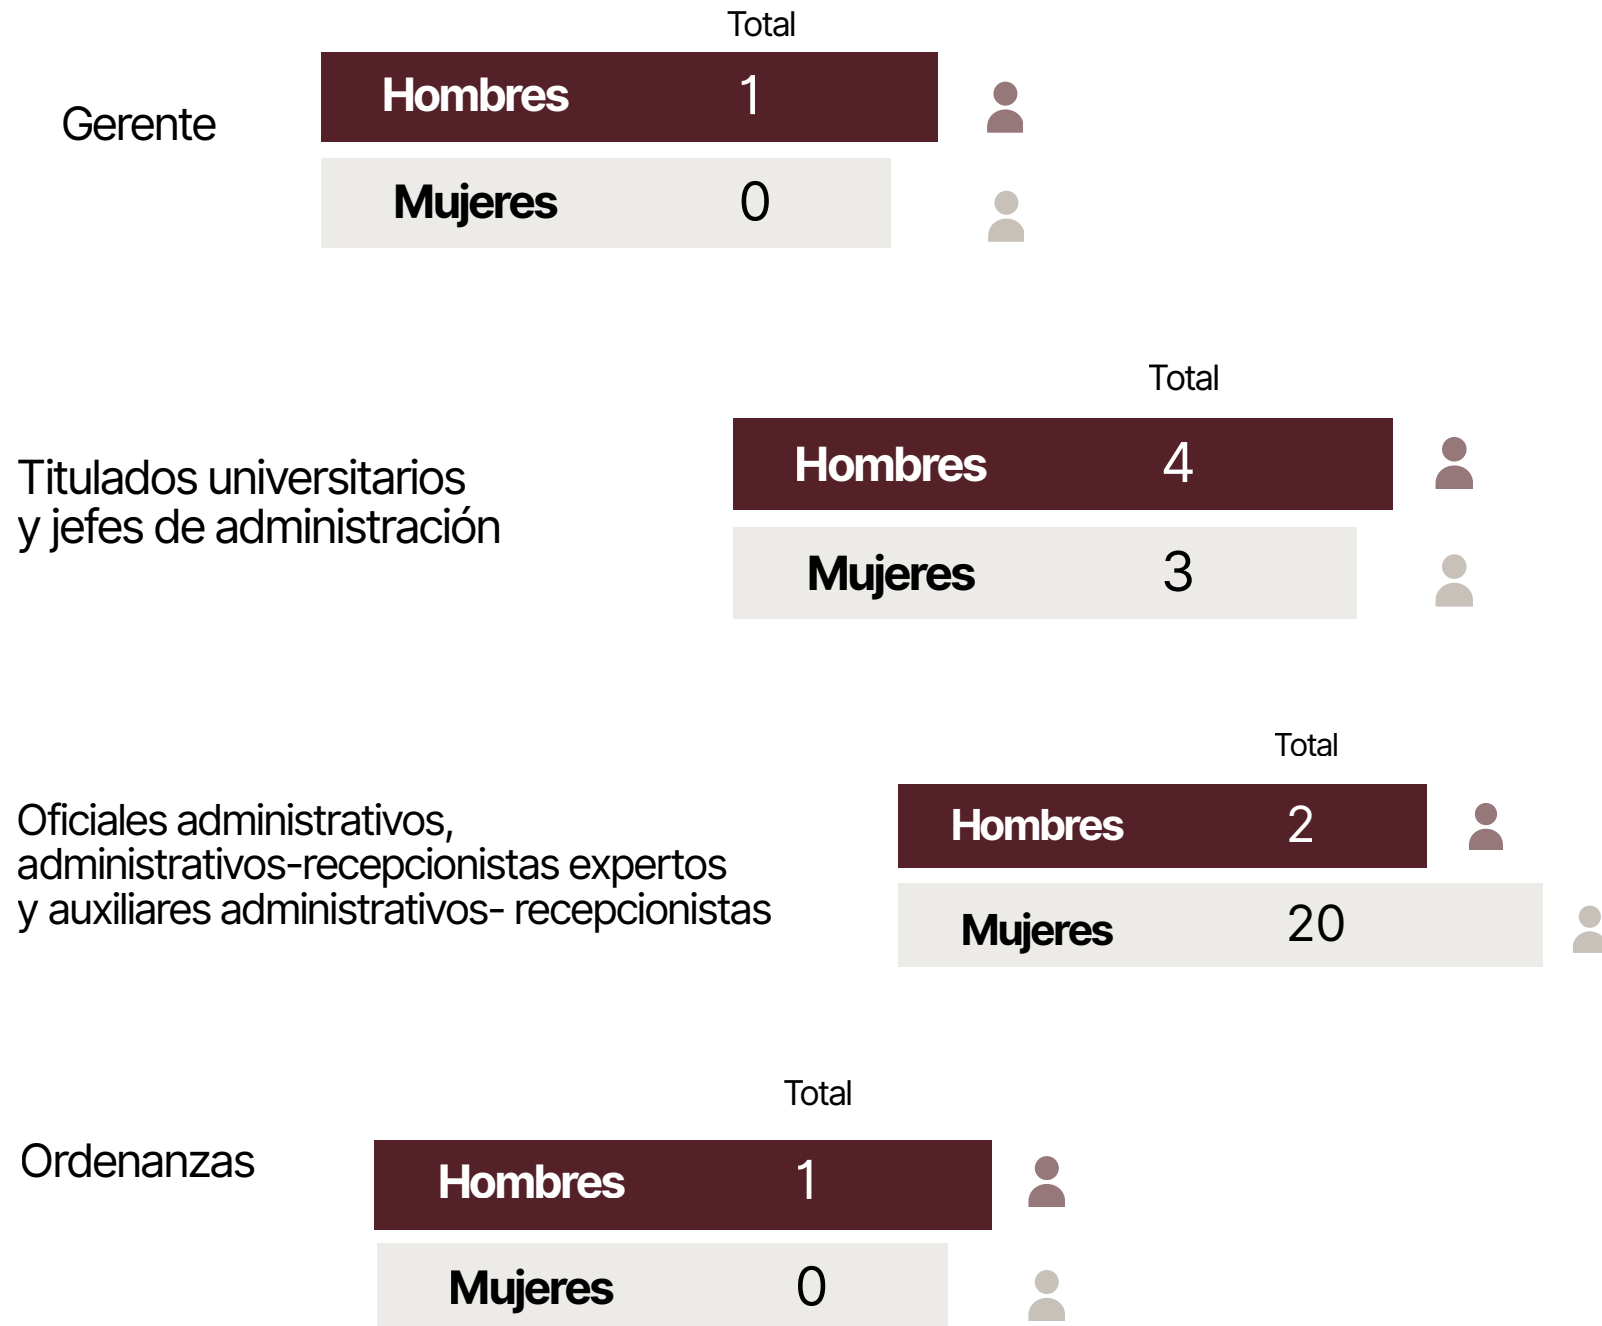 Total
Gerente
Hombres 1
Mujeres 0
Total
Titulados universitarios
y jefes de administración
Hombres 4
Mujeres 3
Total
Oficiales administrativos,
administrativos-recepcionistas expertos
y auxiliares administrativos- recepcionistas
Hombres 2
Mujeres 20
Total
Ordenanzas
Hombres 1
Mujeres 0